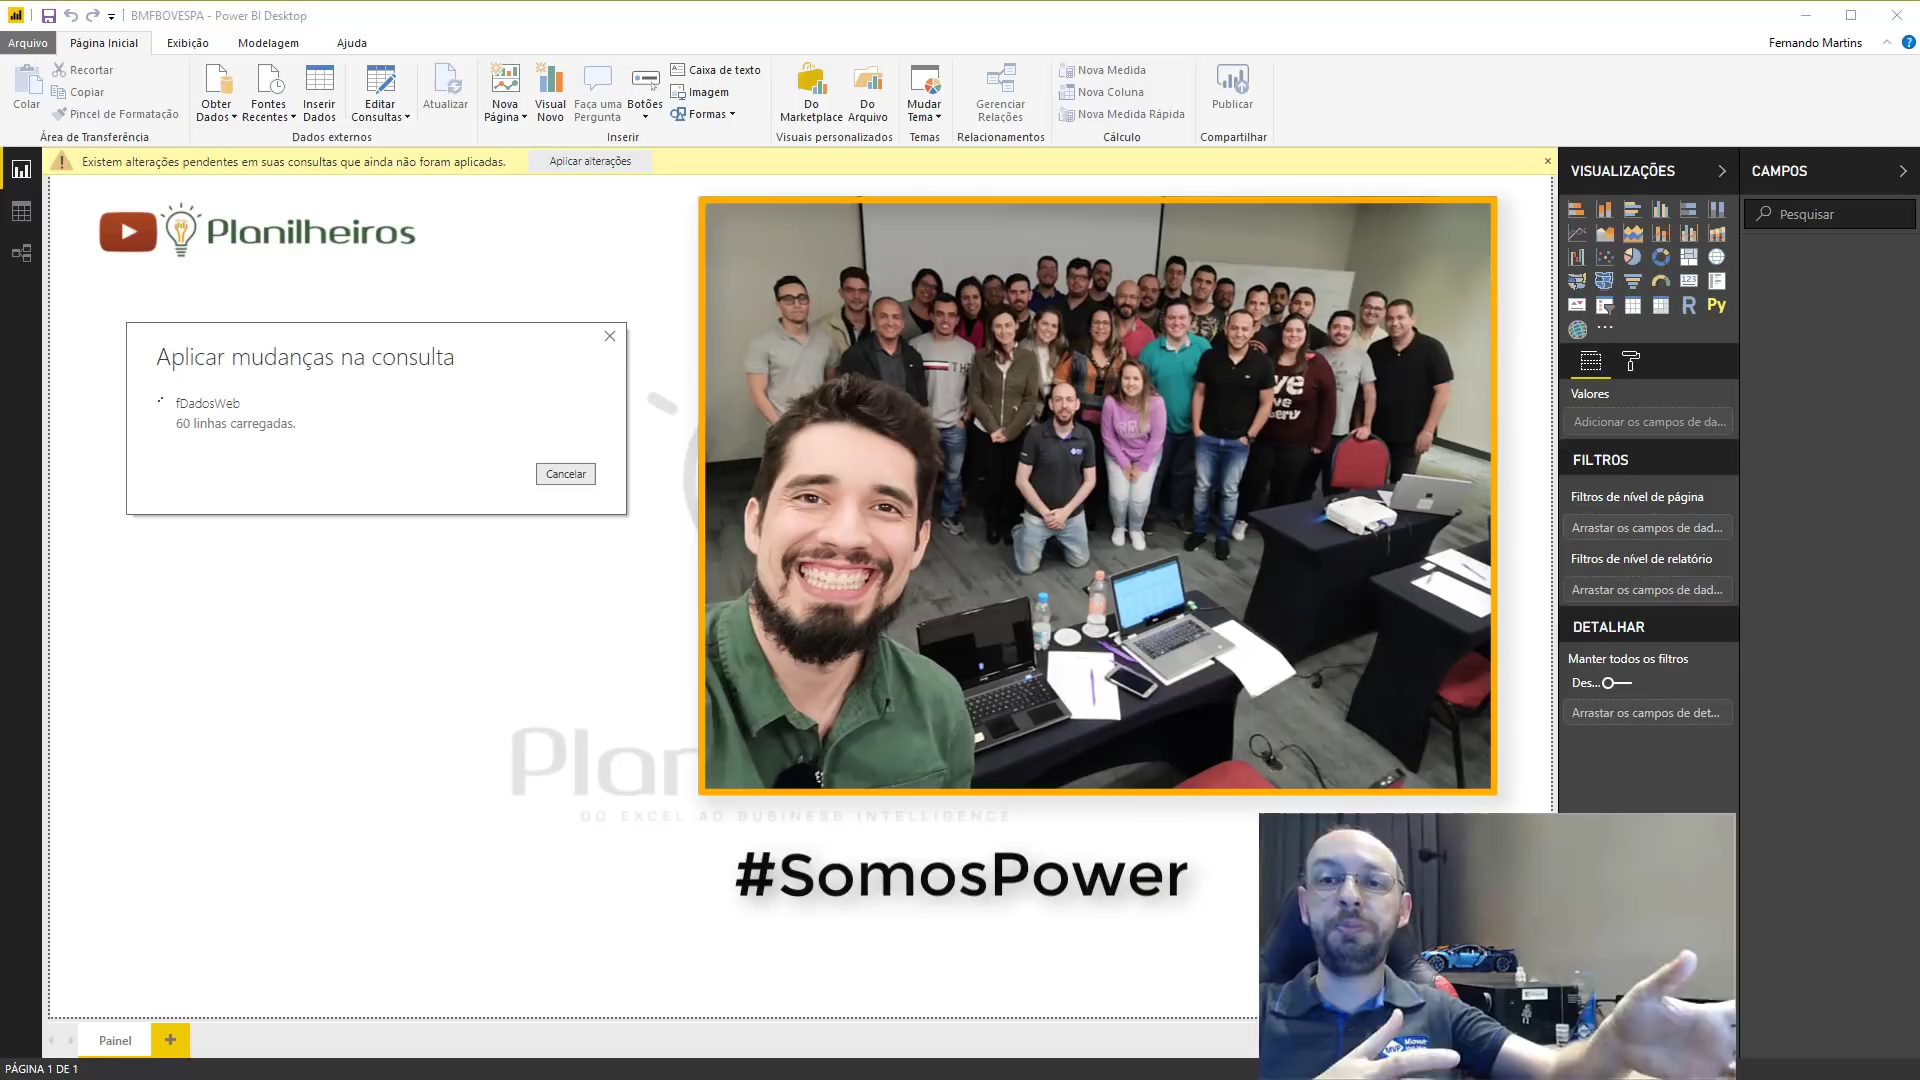 BMFBOVESPA - Power BI Desktop
Arquivo
Página Inicial
Exibição
Modelagem
Ajuda
Fernando Martins
Colar
Recortar
Copiar
Pincel de Formatação
Área de Transferência
Obter Dados
Fontes Recentes
Inserir Dados
Editar Consultas
Dados externos
Atualizar
Nova Página
Visual Novo
Faça uma Pergunta
Botões
Caixa de texto
Imagem
Formas
Inserir
Do Marketplace
Do Arquivo
Visuais personalizados
Mudar Tema
Temas
Gerenciar Relações
Relacionamentos
Nova Medida
Nova Coluna
Nova Medida Rápida
Cálculo
Publicar
Compartilhar
Existem alterações pendentes em suas consultas que ainda não foram aplicadas.
Aplicar alterações
Planilheiros
Aplicar mudanças na consulta
fDadosWeb
60 linhas carregadas.
Cancelar
Plan
DO EXCEL AO BUSINESS INTELLIGENCE
#SomosPower
VISUALIZAÇÕES
R
Py
Valores
Adicionar os campos de da...
FILTROS
Filtros de nível de página
Arrastar os campos de dad...
Filtros de nível de relatório
Arrastar os campos de dad...
DETALHAR
Manter todos os filtros
Des...
Arrastar os campos de det...
CAMPOS
Pesquisar
MVP
Painel
PÁGINA 1 DE 1